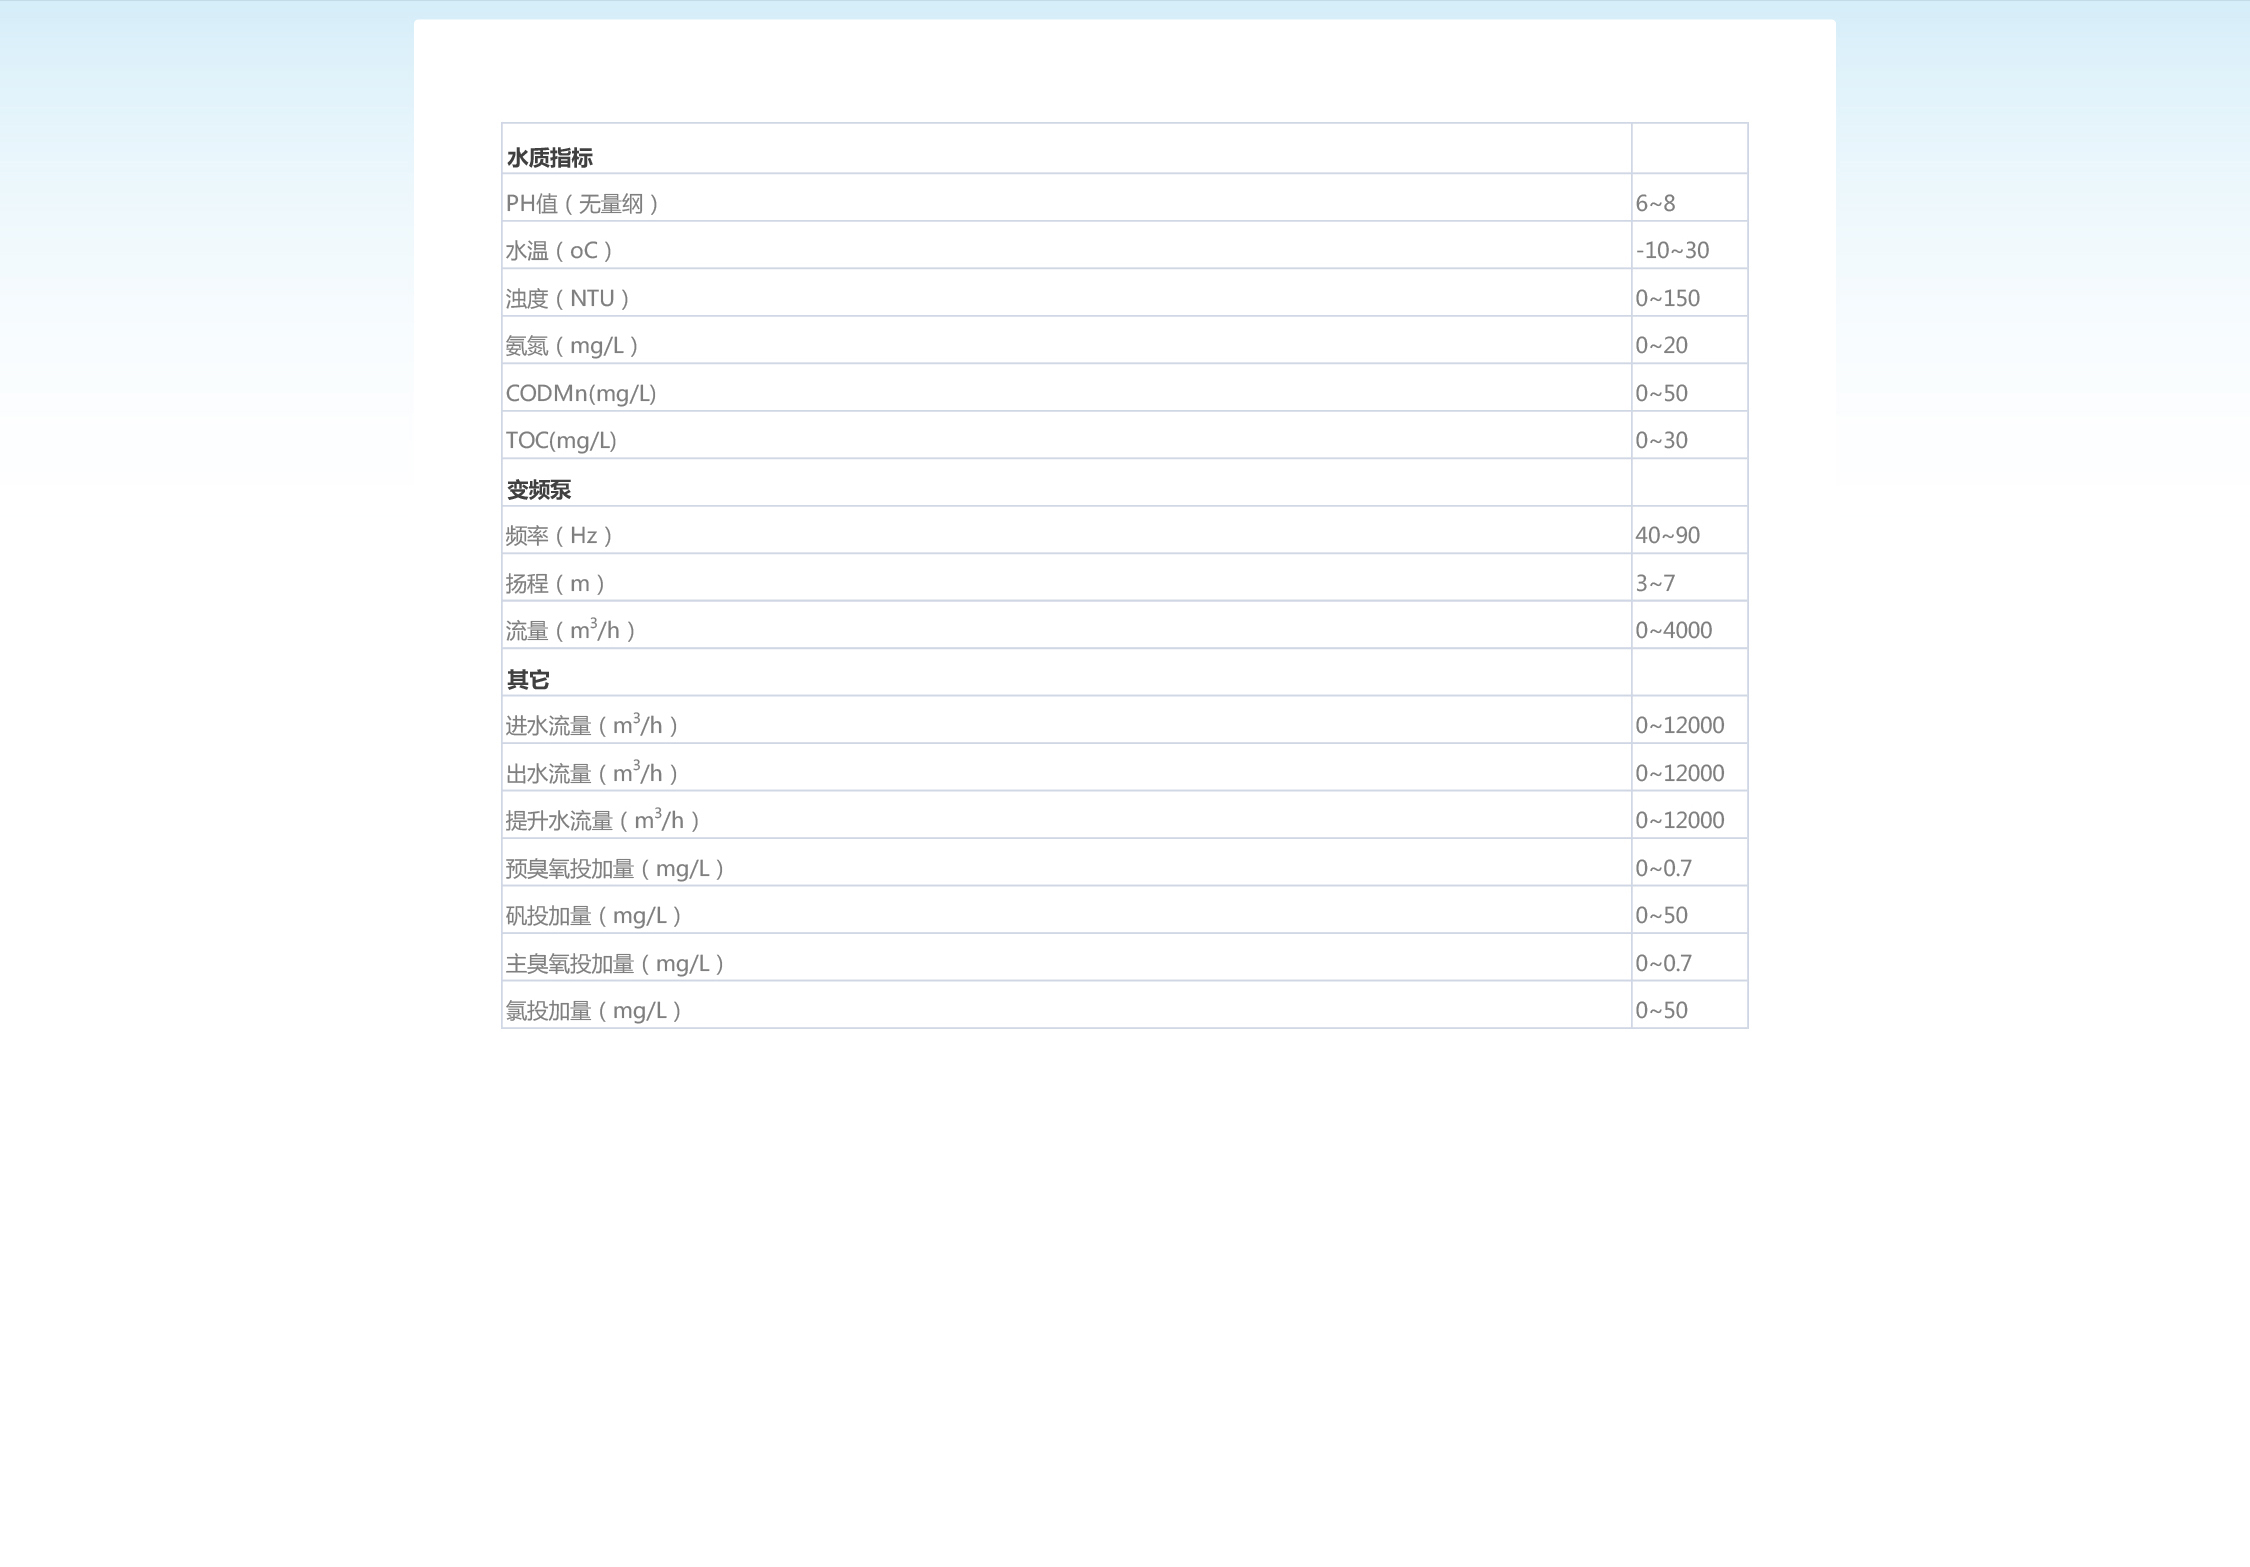 水质指标
PH值（无量纲） 6~8
水温（oC） -10~30
浊度（NTU） 0~150
氨氮（mg/L） 0~20
CODMn(mg/L) 0~50
TOC(mg/L) 0~30
变频泵
频率（Hz） 40~90
扬程（m） 3~7
流量（m³/h） 0~4000
其它
进水流量（m³/h） 0~12000
出水流量（m³/h） 0~12000
提升水流量（m³/h） 0~12000
预臭氧投加量（mg/L） 0~0.7
矾投加量（mg/L） 0~50
主臭氧投加量（mg/L） 0~0.7
氯投加量（mg/L） 0~50